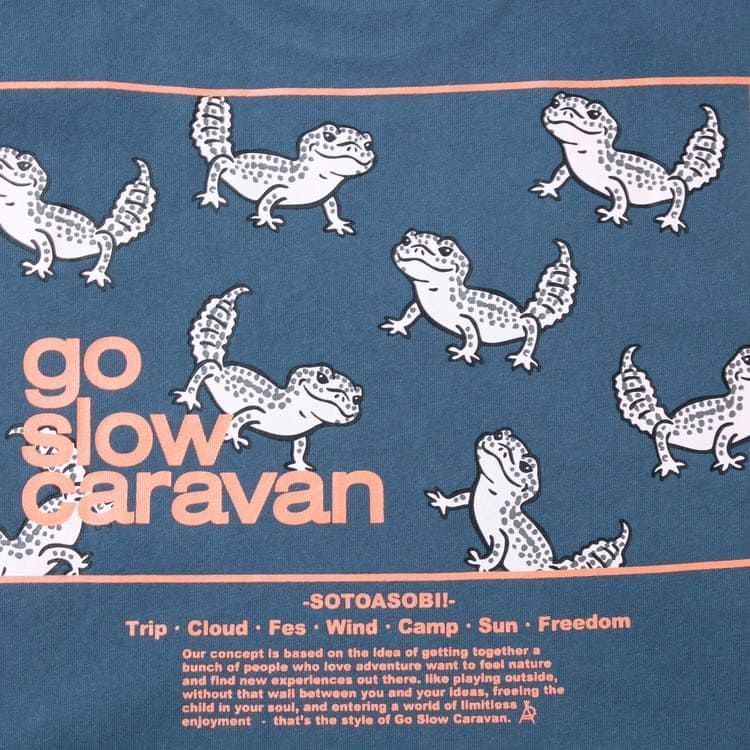 go
slow
caravan
-SOTOASOBI!-
Trip · Cloud · Fes · Wind · Camp · Sun · Freedom
Our concept is based on the idea of getting together a
bunch of people who love adventure want to feel nature
and find new experiences out there. like playing outside,
without that wall between you and your ideas, freeing the
child in your soul, and entering a world of limitless
enjoyment - that's the style of Go Slow Caravan.